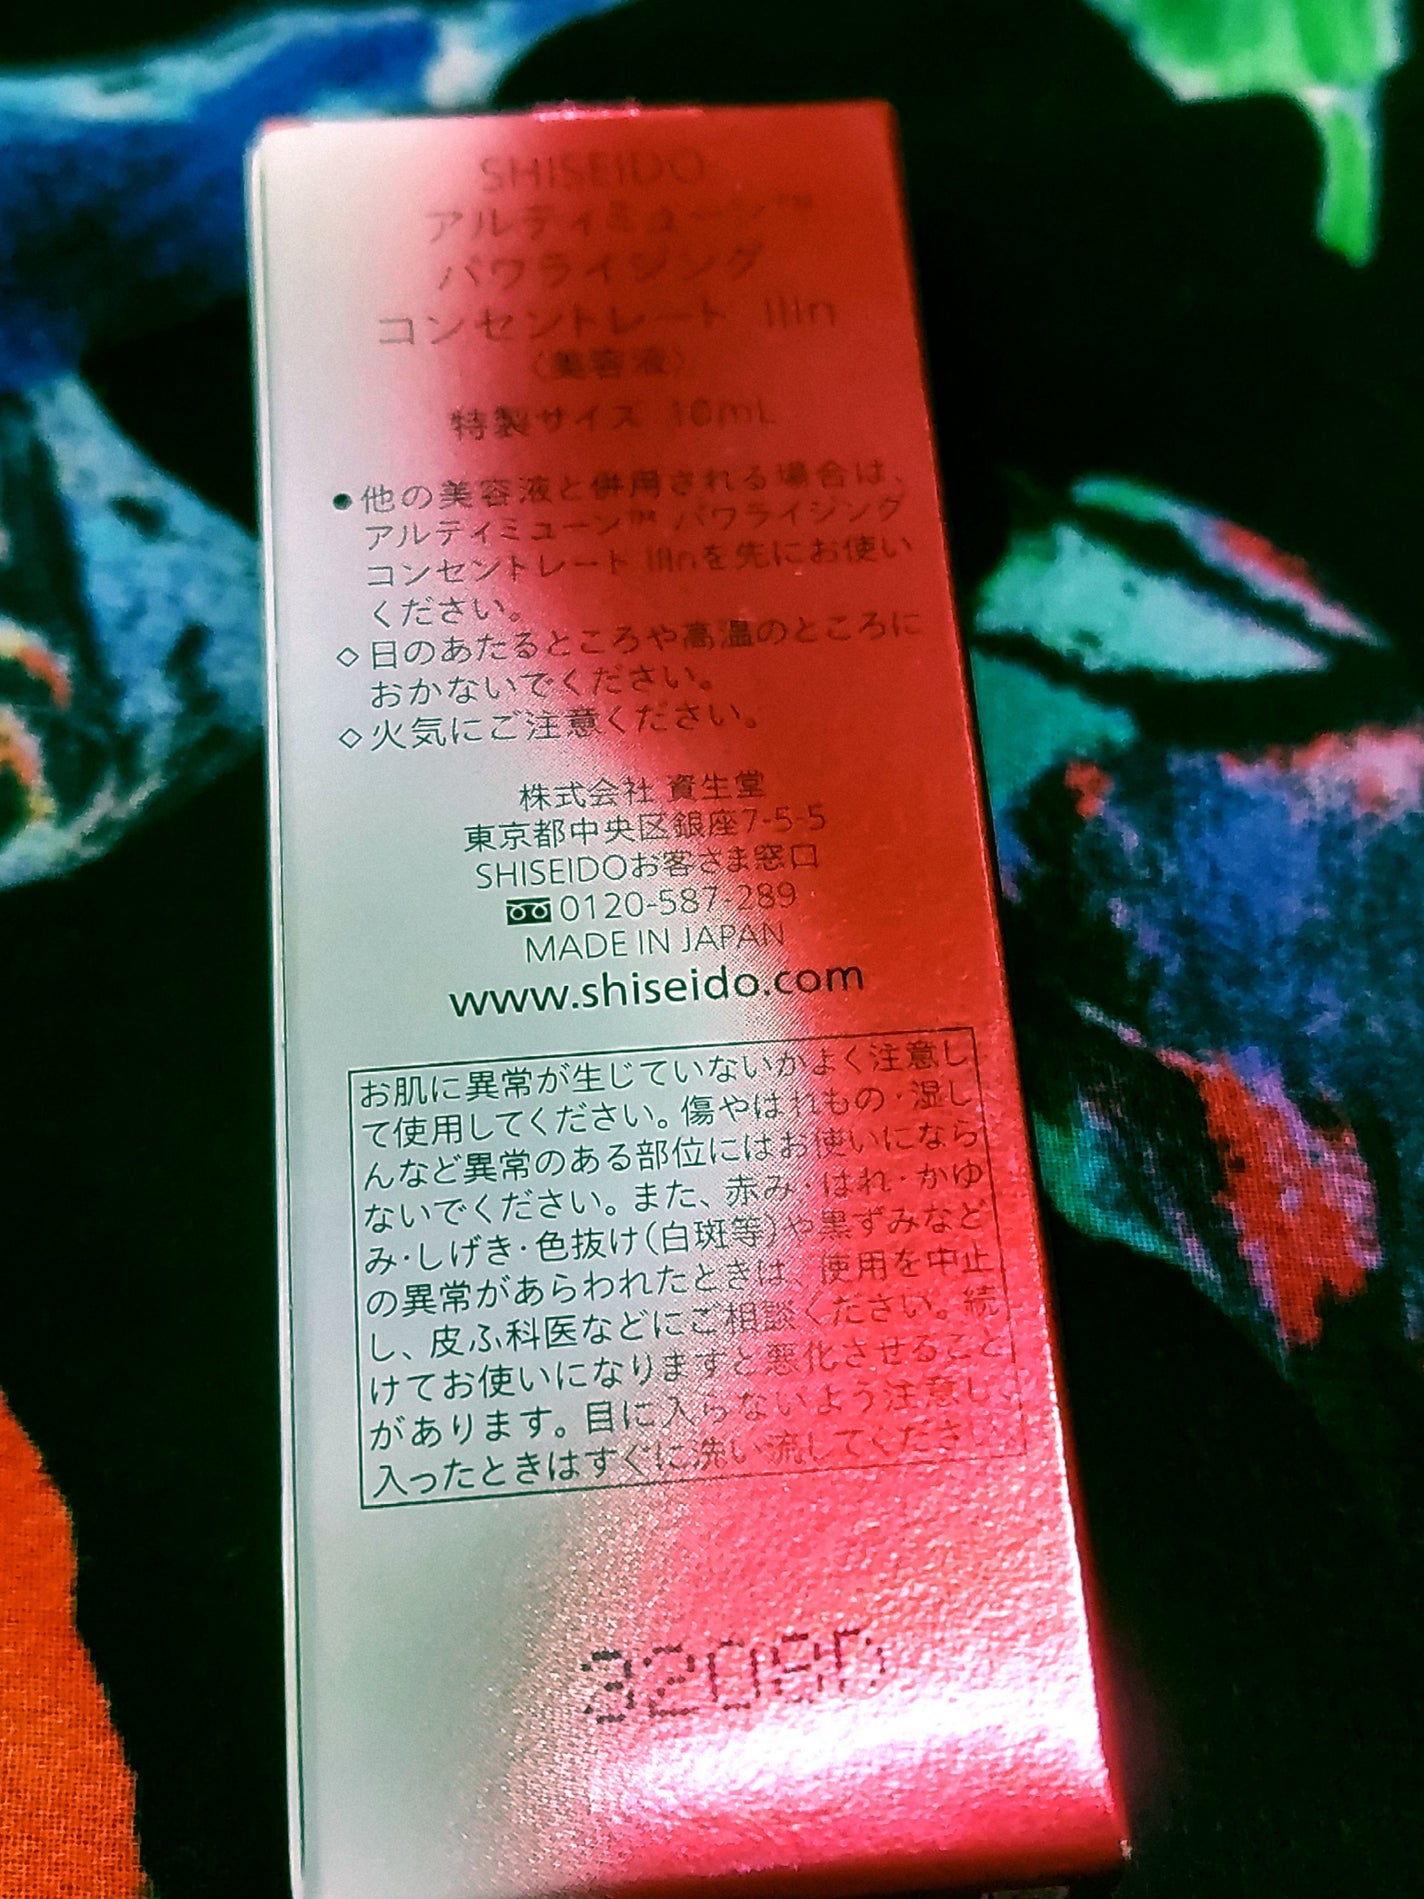 SHISEIDO
アルティミューン™
パワライジング
コンセントレート IIIn
〈美容液〉
特製サイズ 10mL
●他の美容液と併用される場合は、
アルティミューン™ パワライジング
コンセントレート IIInを先にお使い
ください。
◇日のあたるところや高温のところに
おかないでください。
◇火気にご注意ください。
株式会社 資生堂
東京都中央区銀座7-5-5
SHISEIDOお客さま窓口
0120-587-289
MADE IN JAPAN
www.shiseido.com
お肌に異常が生じていないかよく注意し
て使用してください。傷やはれもの・湿し
んなど異常のある部位にはお使いになら
ないでください。また、赤み・はれ・かゆ
み・しげき・色抜け(白斑等)や黒ずみなど
の異常があらわれたときは、使用を中止
し、皮ふ科医などにご相談ください。続
けてお使いになりますと悪化させること
があります。目に入らないよう注意し、
入ったときはすぐに洗い流してください。